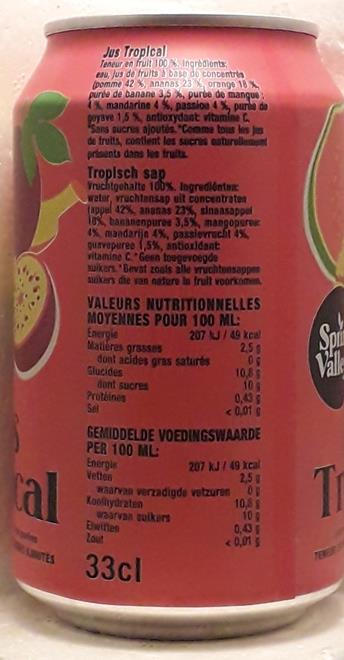 Jus Tropical
Teneur en fruit 100 %. Ingrédients:
eau, jus de fruits à base de concentrés
(pomme 42 %, ananas 23 %, orange 18 %,
purée de banane 3,5 %, purée de mangue
4 %, mandarine 4 %, passion 4 %, purée de
goyave 1,5 %, antioxydant: vitamine C.
*Sans sucres ajoutés. *Comme tous les jus
de fruits, contient les sucres naturellement
présents dans les fruits.
Tropisch sap
Vruchtgehalte 100%. Ingrediënten:
water, vruchtensap uit concentraten
(appel 42%, ananas 23%, sinaasappel
18%, bananenpuree 3,5%, mangopuree
4%, mandarijn 4%, passievrucht 4%,
guavepuree 1,5%, antioxidant:
vitamine C. *Geen toegevoegde
suikers. *Bevat zoals alle vruchtensappen
suikers die van nature in fruit voorkomen.
VALEURS NUTRITIONNELLES
MOYENNES POUR 100 ML:
Énergie 207 kJ / 49 kcal
Matières grasses 2,5 g
dont acides gras saturés 0 g
Glucides 10,8 g
dont sucres 10 g
Protéines 0,43 g
Sel < 0,01 g
GEMIDDELDE VOEDINGSWAARDE
PER 100 ML:
Energie 207 kJ / 49 kcal
Vetten 2,5 g
waarvan verzadigde vetzuren 0 g
Koolhydraten 10,8 g
waarvan suikers 10 g
Eiwitten 0,43 g
Zout < 0,01 g
33cl
cal
Spri
Valle
Tr